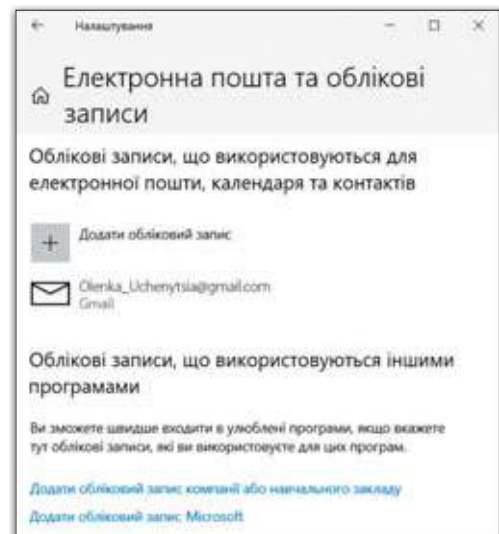 Налаштування
Електронна пошта та облікові
записи
Облікові записи, що використовуються для
електронної пошти, календаря та контактів
Додати обліковий запис
Olenka_Uchenytsia@gmail.com
Gmail
Облікові записи, що використовуються іншими
програмами
Ви зможете швидше входити в улюблені програми, якщо вкажете
тут облікові записи, які ви використовуєте для цих програм.
Додати обліковий запис компанії або навчального закладу
Додати обліковий запис Microsoft